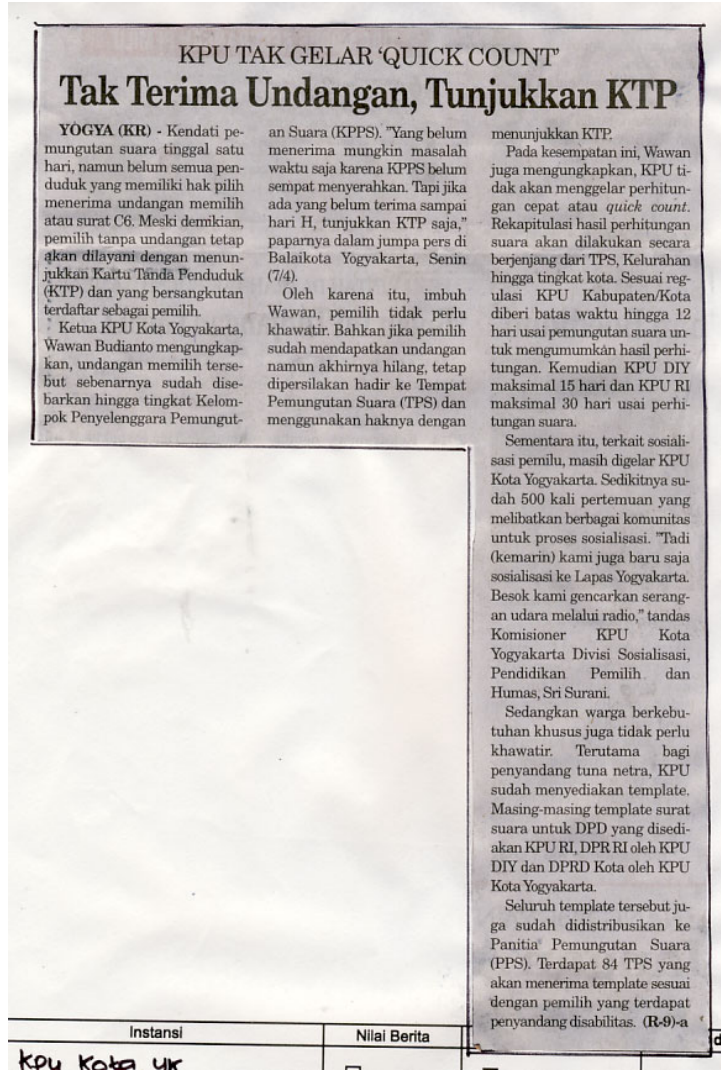 KPU TAK GELAR 'QUICK COUNT'
Tak Terima Undangan, Tunjukkan KTP
YOGYA (KR) - Kendati pe-
mungutan suara tinggal satu
hari, namun belum semua pen-
duduk yang memiliki hak pilih
menerima undangan memilih
atau surat C6. Meski demikian,
pemilih tanpa undangan tetap
akan dilayani dengan menun-
jukkan Kartu Tanda Penduduk
(KTP) dan yang bersangkutan
terdaftar sebagai pemilih.
Ketua KPU Kota Yogyakarta,
Wawan Budianto mengungkap-
kan, undangan memilih terse-
but sebenarnya sudah dise-
barkan hingga tingkat Kelom-
pok Penyelenggara Pemungut-
an Suara (KPPS). "Yang belum
menerima mungkin masalah
waktu saja karena KPPS belum
sempat menyerahkan. Tapi jika
ada yang belum terima sampai
hari H, tunjukkan KTP saja,"
paparnya dalam jumpa pers di
Balaikota Yogyakarta, Senin
(7/4).
Oleh karena itu, imbuh
Wawan, pemilih tidak perlu
khawatir. Bahkan jika pemilih
sudah mendapatkan undangan
namun akhirnya hilang, tetap
dipersilakan hadir ke Tempat
Pemungutan Suara (TPS) dan
menggunakan haknya dengan
menunjukkan KTP.
Pada kesempatan ini, Wawan
juga mengungkapkan, KPU ti-
dak akan menggelar perhitun-
gan cepat atau quick count.
Rekapitulasi hasil perhitungan
suara akan dilakukan secara
berjenjang dari TPS, Kelurahan
hingga tingkat kota. Sesuai reg-
ulasi KPU Kabupaten/Kota
diberi batas waktu hingga 12
hari usai pemungutan suara un-
tuk mengumumkan hasil perhi-
tungan. Kemudian KPU DIY
maksimal 15 hari dan KPU RI
maksimal 30 hari usai perhi-
tungan suara.
Sementara itu, terkait sosiali-
sasi pemilu, masih digelar KPU
Kota Yogyakarta. Sedikitnya su-
dah 500 kali pertemuan yang
melibatkan berbagai komunitas
untuk proses sosialisasi. "Tadi
(kemarin) kami juga baru saja
sosialisasi ke Lapas Yogyakarta.
Besok kami gencarkan serang-
an udara melalui radio," tandas
Komisioner KPU Kota
Yogyakarta Divisi Sosialisasi,
Pendidikan Pemilih dan
Humas, Sri Surani.
Sedangkan warga berkebu-
tuhan khusus juga tidak perlu
khawatir. Terutama bagi
penyandang tuna netra, KPU
sudah menyediakan template.
Masing-masing template surat
suara untuk DPD yang disedi-
akan KPU RI, DPR RI oleh KPU
DIY dan DPRD Kota oleh KPU
Kota Yogyakarta.
Seluruh template tersebut ju-
ga sudah didistribusikan ke
Panitia Pemungutan Suara
(PPS). Terdapat 84 TPS yang
akan menerima template sesuai
dengan pemilih yang terdapat
penyandang disabilitas. (R-9)-a
Instansi
Nilai Berita
KPU Kota YK